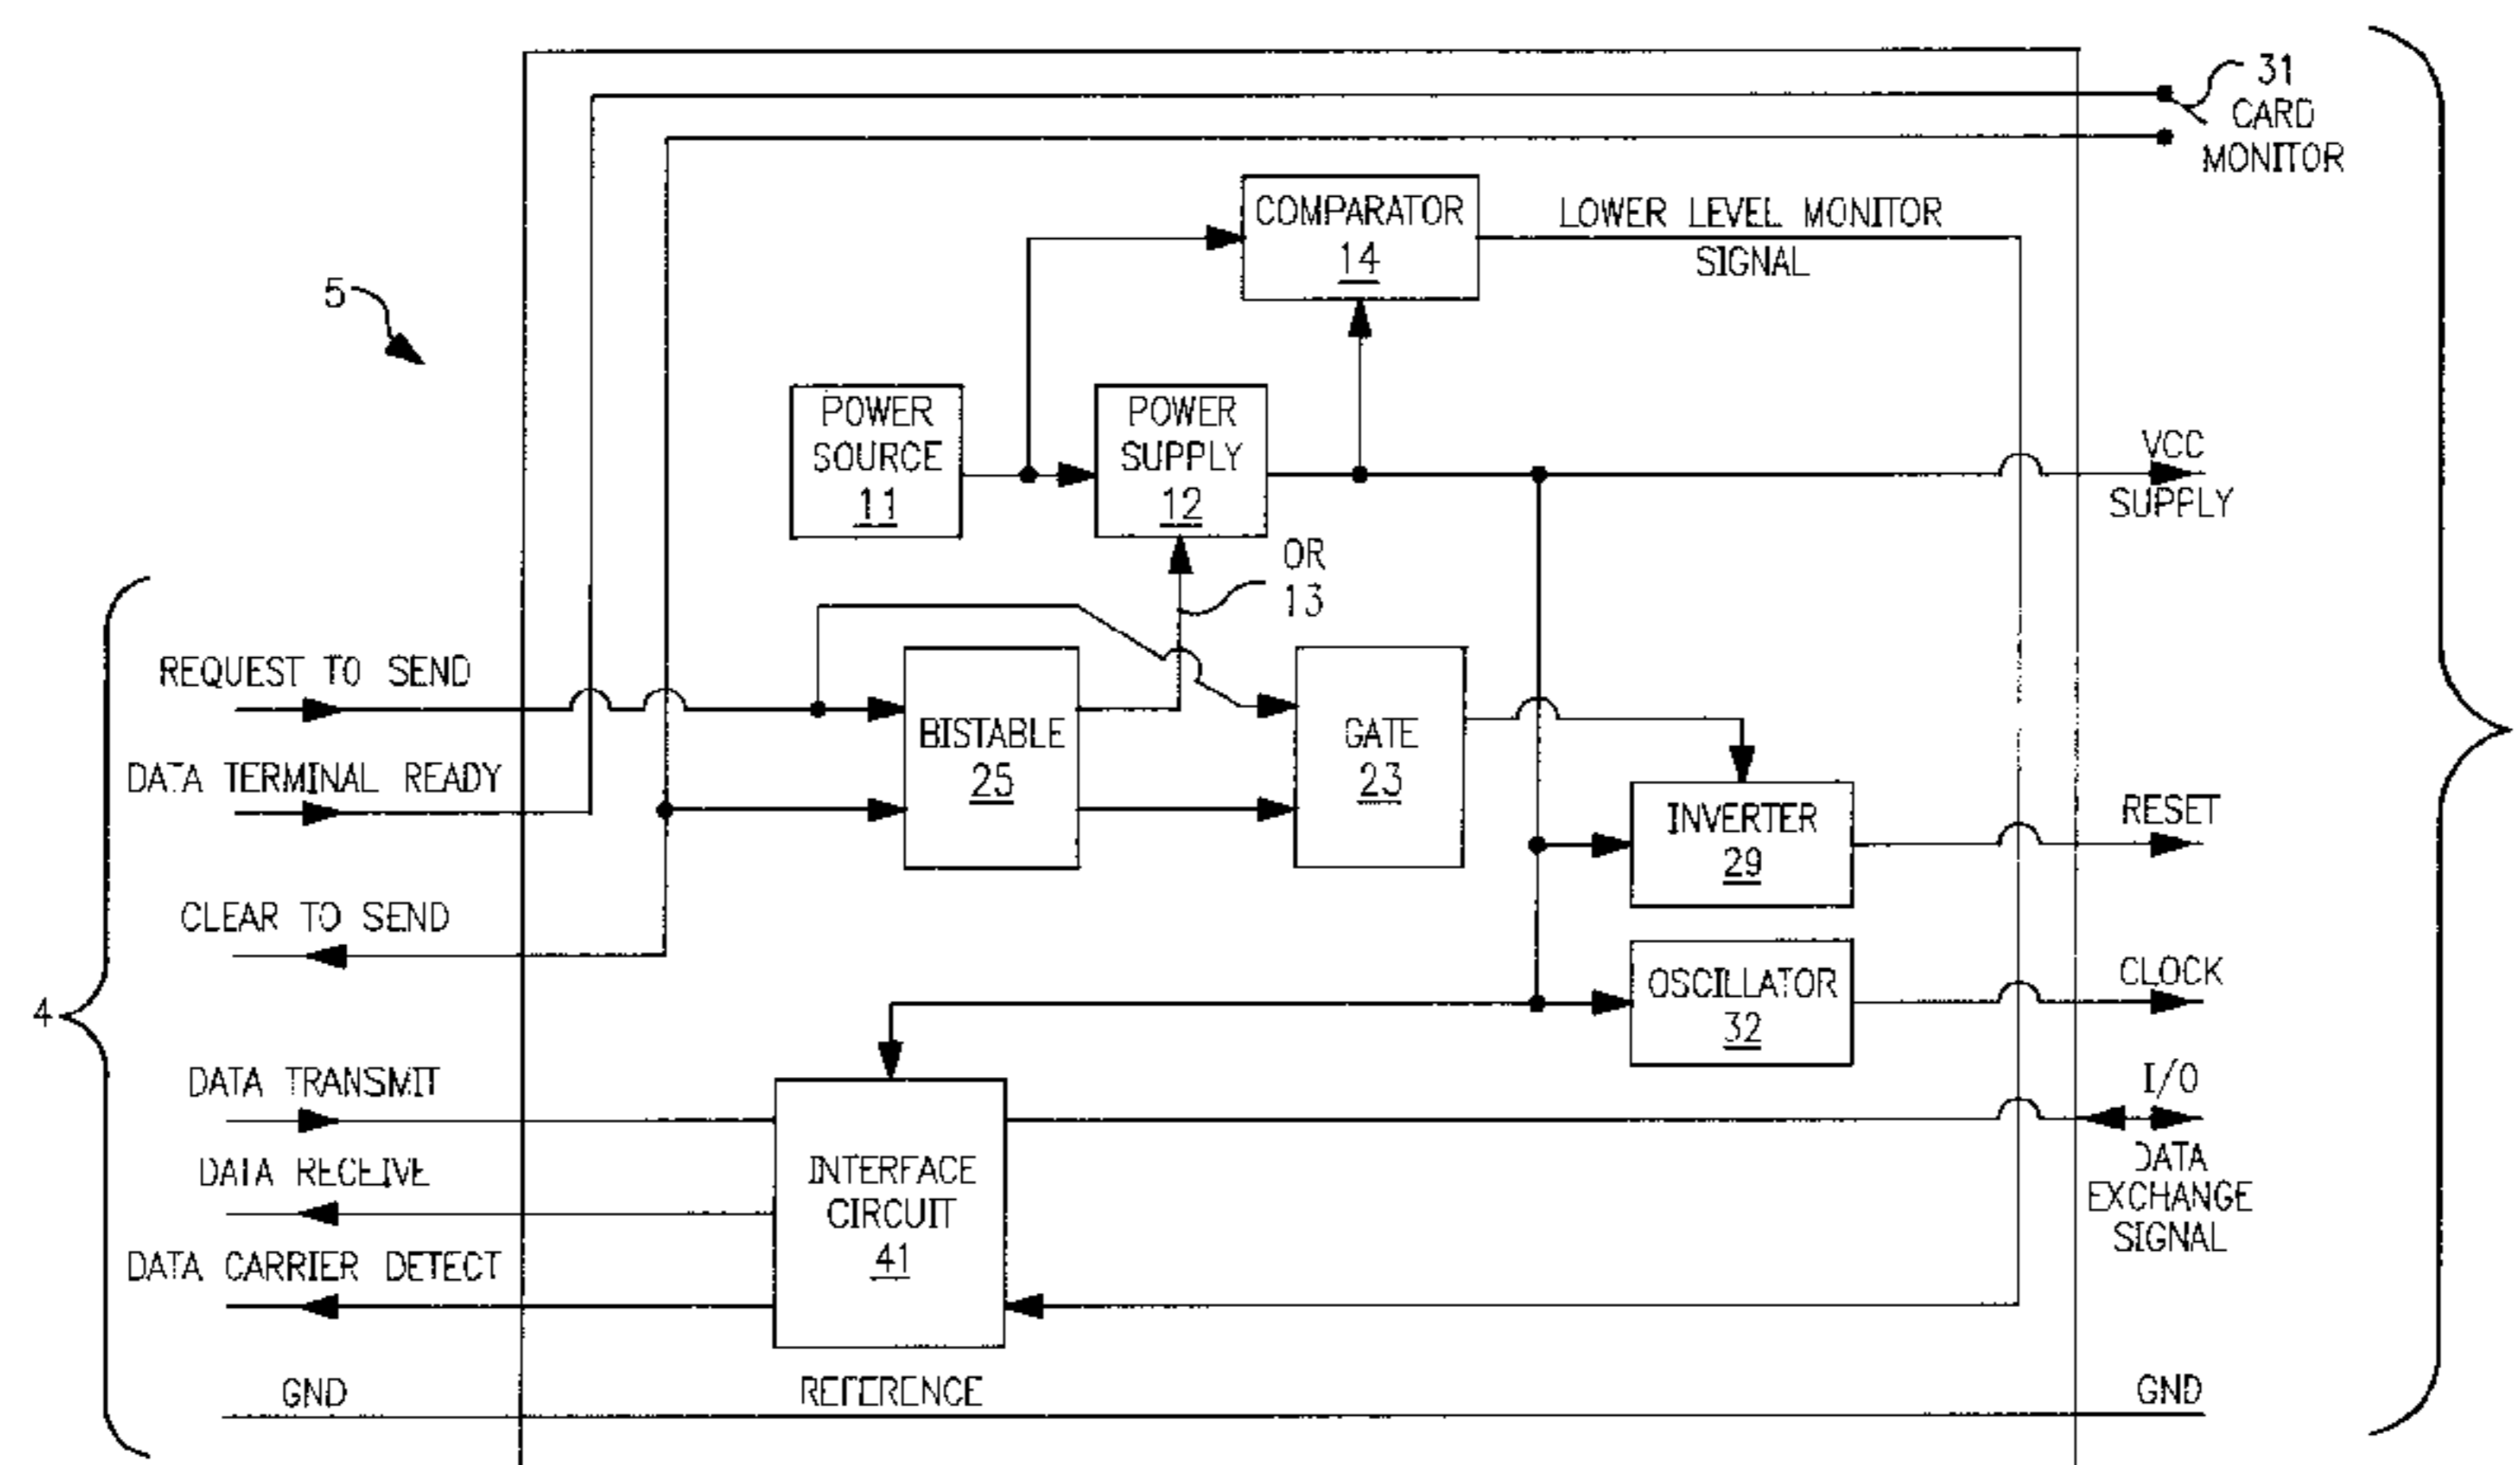 31
CARD
MONITOR
COMPARATOR
14
LOWER LEVEL MONITOR
SIGNAL
5
POWER
SOURCE
11
POWER
SUPPLY
12
VCC
SUPPLY
OR
13
REQUEST TO SEND
DATA TERMINAL READY
CLEAR TO SEND
BISTABLE
25
GATE
23
INVERTER
29
RESET
OSCILLATOR
32
CLOCK
4
DATA TRANSMIT
DATA RECEIVE
DATA CARRIER DETECT
INTERFACE
CIRCUIT
41
I/O
DATA
EXCHANGE
SIGNAL
GND
REFERENCE
GND